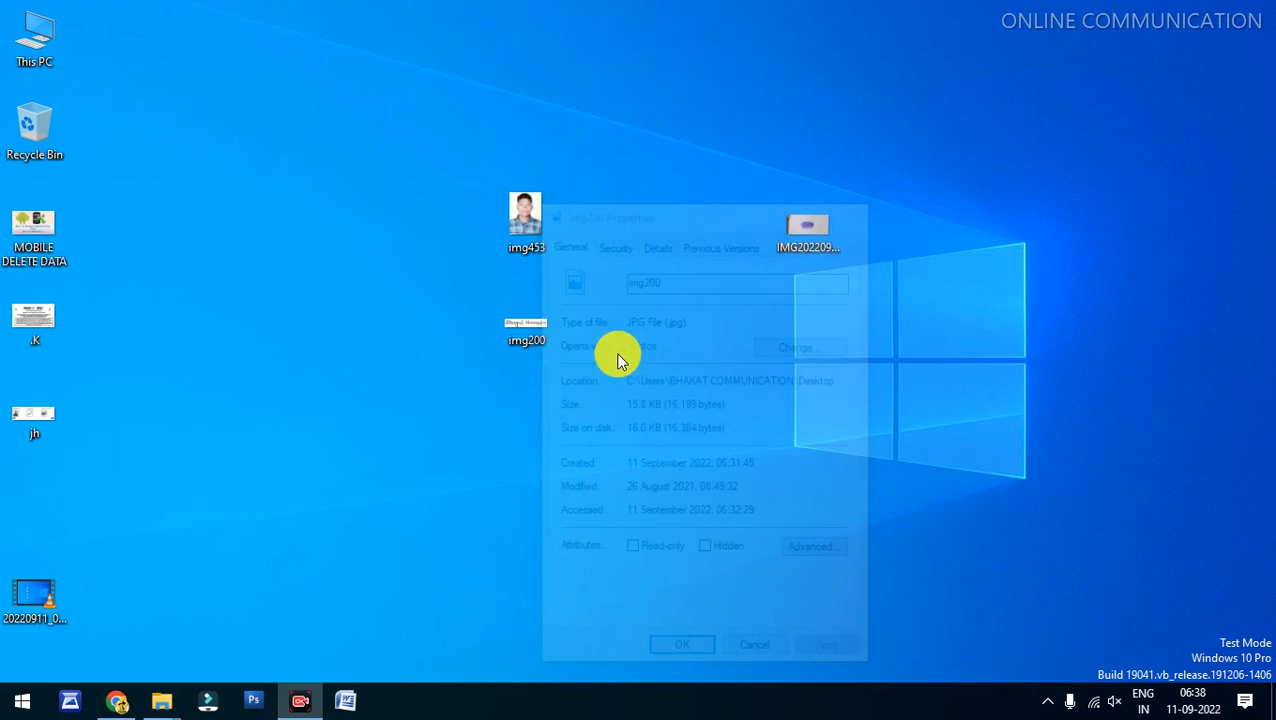 ONLINE COMMUNICATION
This PC
Recycle Bin
MOBILE
DELETE DATA
.K
jh
20220911_0...
img453
img200
IMG202209...
img200 Properties
General Security Details Previous Versions
img200
Type of file JPG File (.jpg)
Change...
Location: C:\Users\BHAKAT COMMUNICATION\Desktop
Size: 15.8 KB (16,199 bytes)
Size on disk: 16.0 KB (16,384 bytes)
Created: 11 September 2022, 06:31:45
Modified: 26 August 2021, 08:49:32
Accessed: 11 September 2022, 06:32:29
Attributes: Read-only Hidden Advanced...
OK Cancel Apply
Test Mode
Windows 10 Pro
Build 19041.vb_release.191206-1406
Ps
ENG
IN
06:38
11-09-2022